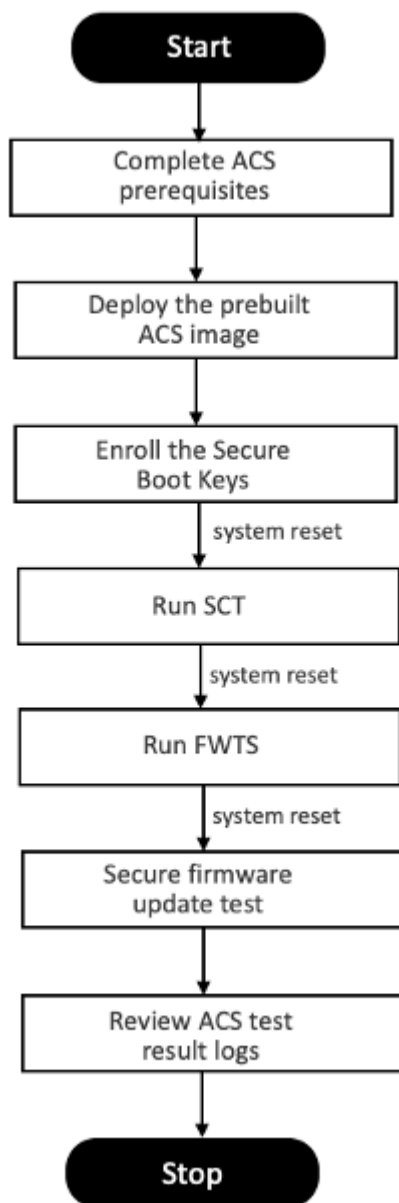 Start
Complete ACS
prerequisites
Deploy the prebuilt
ACS image
Enroll the Secure
Boot Keys
system reset
Run SCT
system reset
Run FWTS
system reset
Secure firmware
update test
Review ACS test
result logs
Stop